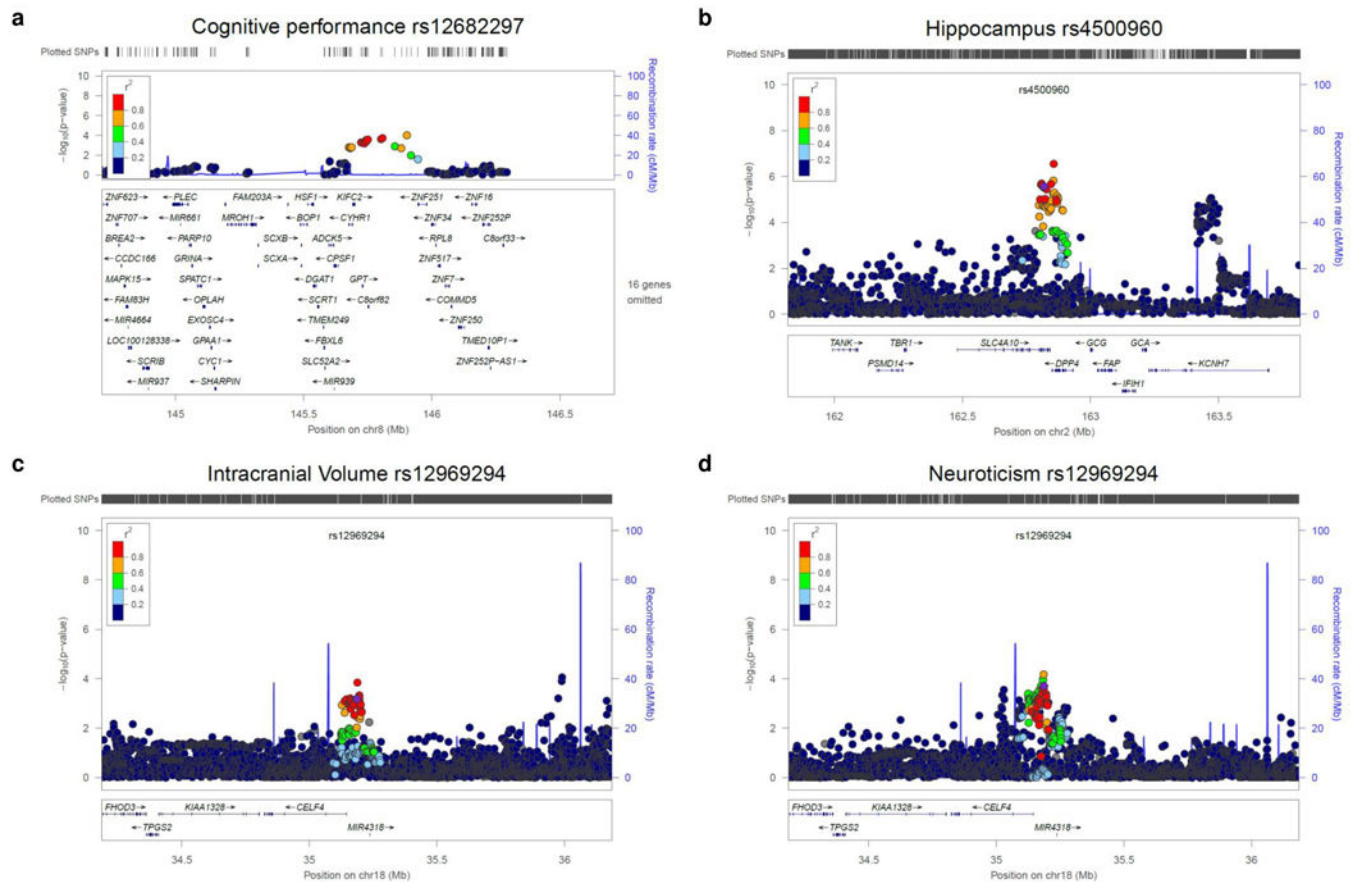 a
Cognitive performance rs12682297
Plotted SNPs
r²
0.8
0.6
0.4
0.2
10
8
6
4
2
0
−log₁₀(p−value)
100
80
60
40
20
0
Recombination rate (cM/Mb)
ZNF623→ ←PLEC FAM203A→ HSF1→ KIFC2→ ←ZNF251 ←ZNF16
ZNF707→ ←MIR661 MROH1→ ←BOP1 ←CYHR1 ←ZNF34 ←ZNF252P
BREA2→ ←PARP10 SCXB→ ADCK5→ ←RPL8 C8orf33→
←CCDC166 GRINA→ SCXA→ ←CPSF1 ZNF517→
MAPK15→ SPATC1→ ←DGAT1 GPT→ ZNF7→
←FAM83H ←OPLAH ←SCRT1 ←C8orf82 ←COMMD5
←MIR4664 EXOSC4→ ←TMEM249 ←ZNF250
LOC100128338→ GPAA1→ ←FBXL6 TMED10P1→
←SCRIB CYC1→ SLC52A2→ ZNF252P−AS1→
←MIR937 ←SHARPIN ←MIR939
16 genes
omitted
145 145.5 146 146.5
Position on chr8 (Mb)
b
Hippocampus rs4500960
Plotted SNPs
rs4500960
r²
0.8
0.6
0.4
0.2
10
8
6
4
2
0
−log₁₀(p−value)
100
80
60
40
20
0
Recombination rate (cM/Mb)
TANK→ TBR1→ SLC4A10→ ←GCG GCA→
PSMD14→ ←DPP4 ←FAP ←KCNH7
←IFIH1
162 162.5 163 163.5
Position on chr2 (Mb)
c
Intracranial Volume rs12969294
Plotted SNPs
rs12969294
r²
0.8
0.6
0.4
0.2
10
8
6
4
2
0
−log₁₀(p−value)
100
80
60
40
20
0
Recombination rate (cM/Mb)
FHOD3→ KIAA1328→ ←CELF4
←TPGS2 MIR4318→
34.5 35 35.5 36
Position on chr18 (Mb)
d
Neuroticism rs12969294
Plotted SNPs
rs12969294
r²
0.8
0.6
0.4
0.2
10
8
6
4
2
0
−log₁₀(p−value)
100
80
60
40
20
0
Recombination rate (cM/Mb)
FHOD3→ KIAA1328→ ←CELF4
←TPGS2 MIR4318→
34.5 35 35.5 36
Position on chr18 (Mb)